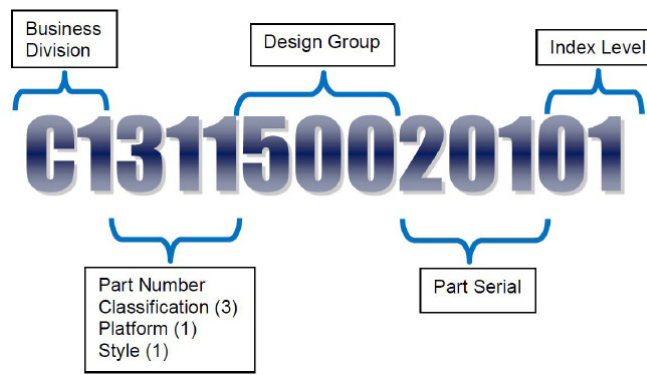 Business
Division
Design Group
Index Level
C131150020101
Part Number
Classification (3)
Platform (1)
Style (1)
Part Serial